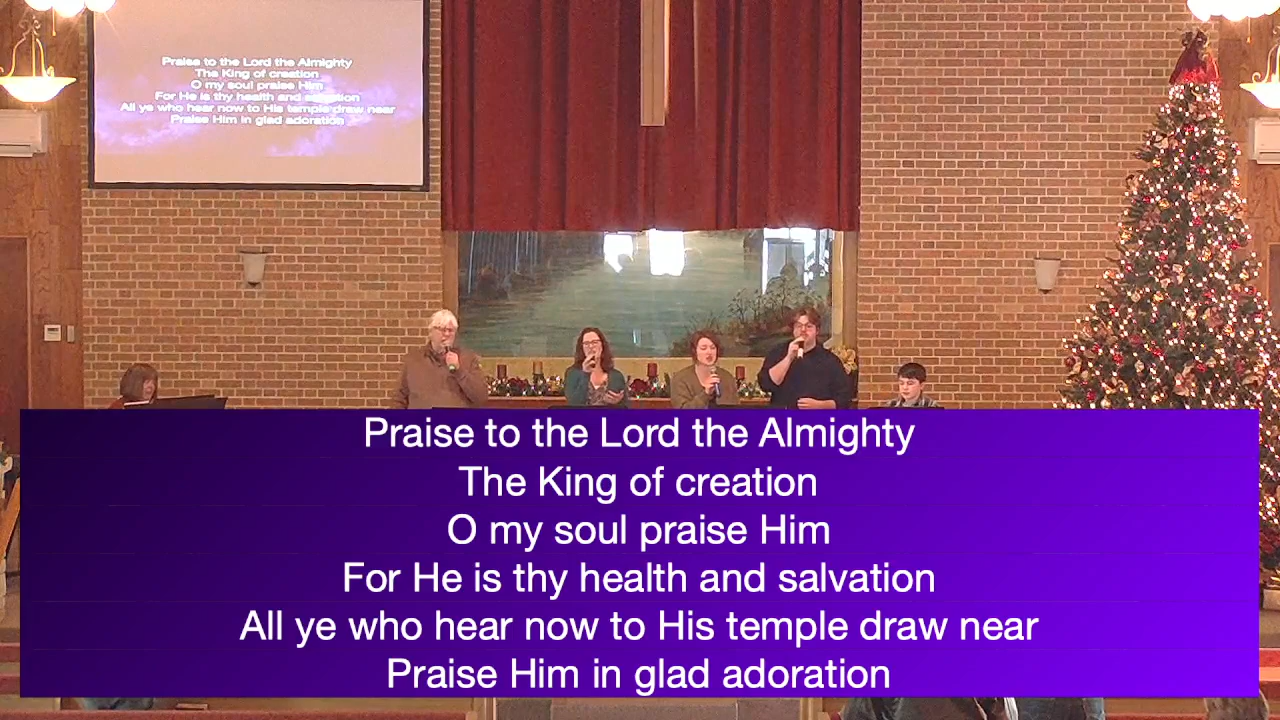 Praise to the Lord the Almighty
The King of creation
O my soul praise Him
For He is thy health and salvation
All ye who hear now to His temple draw near
Praise Him in glad adoration
Praise to the Lord the Almighty
The King of creation
O my soul praise Him
For He is thy health and salvation
All ye who hear now to His temple draw near
Praise Him in glad adoration